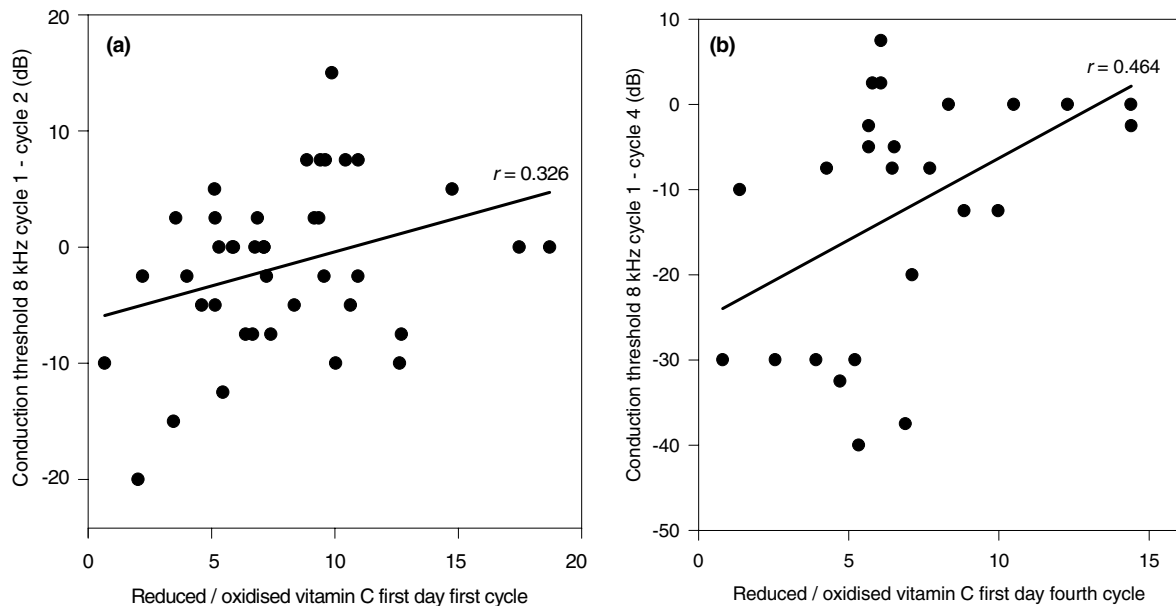 (a)
Conduction threshold 8 kHz cycle 1 - cycle 2 (dB)
20
10
0
-10
-20
r = 0.326
0 5 10 15 20
Reduced / oxidised vitamin C first day first cycle
(b)
Conduction threshold 8 kHz cycle 1 - cycle 4 (dB)
10
0
-10
-20
-30
-40
-50
r = 0.464
0 5 10 15
Reduced / oxidised vitamin C first day fourth cycle